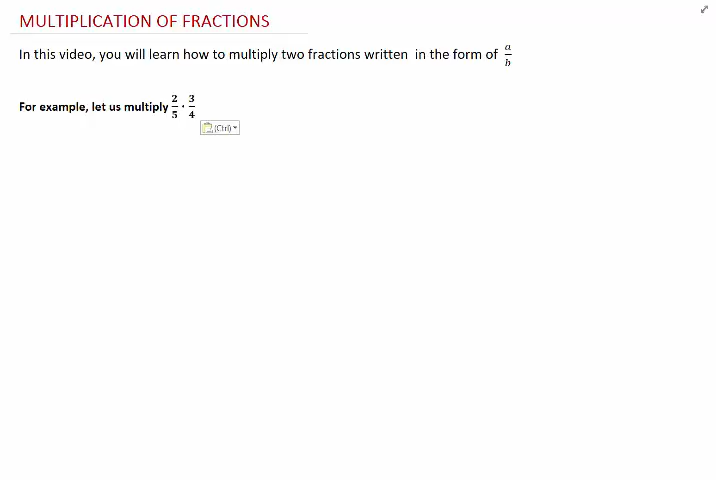 MULTIPLICATION OF FRACTIONS
In this video, you will learn how to multiply two fractions written in the form of a/b
For example, let us multiply 2/5 · 3/4
(Ctrl)